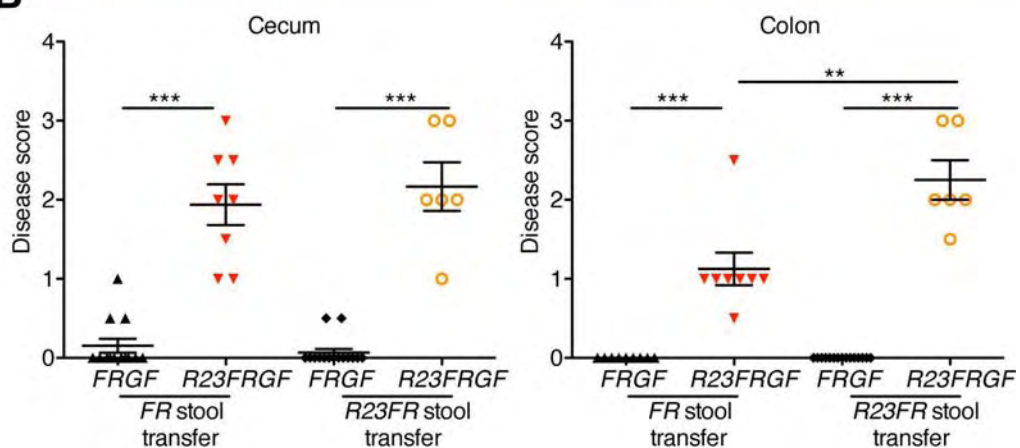 B
Cecum
Colon
Disease score
4
3
2
1
0
***
***
FRGF R23FRGF FRGF R23FRGF
FR stool transfer
R23FR stool transfer
Disease score
4
3
2
1
0
**
***
***
FRGF R23FRGF FRGF R23FRGF
FR stool transfer
R23FR stool transfer